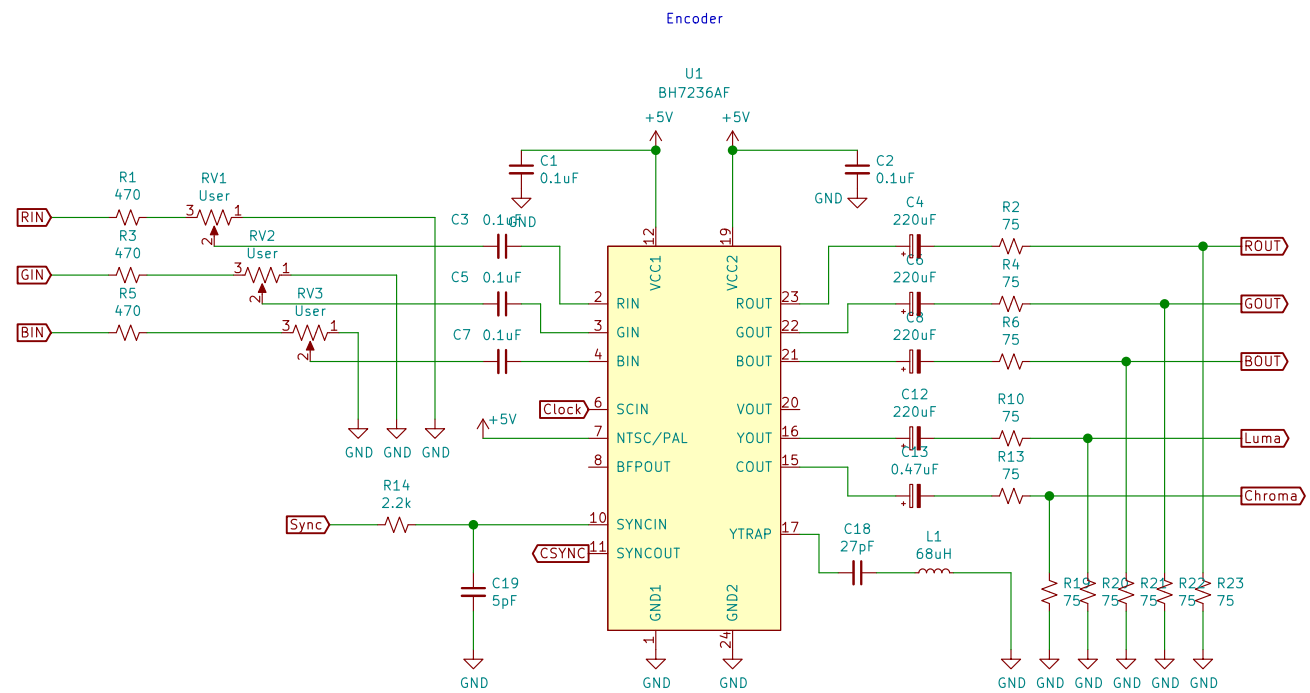 Encoder
U1
BH7236AF
+5V
+5V
C1
0.1uF
GND
C2
0.1uF
GND
R1
470
RV1
User
RIN
3
1
2
R3
470
RV2
User
GIN
3
1
2
R5
470
RV3
User
BIN
3
1
2
C3 0.1uF
C5 0.1uF
C7 0.1uF
GND
GND
GND
12
VCC1
19
VCC2
2 RIN
3 GIN
4 BIN
Clock
6 SCIN
+5V
7 NTSC/PAL
8 BFPOUT
R14
2.2k
Sync
10 SYNCIN
CSYNC
11 SYNCOUT
C19
5pF
GND
GND1
1
GND
GND2
24
GND
ROUT 23
GOUT 22
BOUT 21
VOUT 20
YOUT 16
COUT 15
YTRAP 17
C4
220uF
+
R2
75
ROUT
C6
220uF
+
R4
75
GOUT
C8
220uF
+
R6
75
BOUT
C12
220uF
+
R10
75
Luma
C13
0.47uF
+
R13
75
Chroma
C18
27pF
L1
68uH
R19
75
R20
75
R21
75
R22
75
R23
75
GND
GND
GND
GND
GND
GND